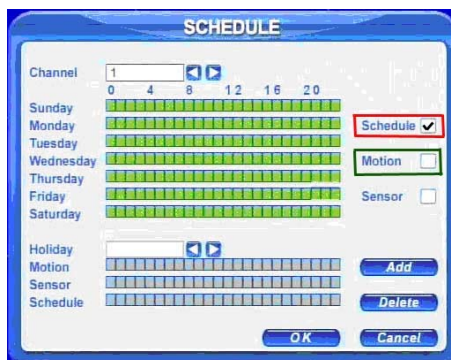 SCHEDULE
Channel 1
0 4 8 12 16 20
Sunday
Monday
Schedule
Tuesday
Wednesday
Motion
Thursday
Friday
Sensor
Saturday
Holiday
Motion
Add
Sensor
Schedule
Delete
OK
Cancel